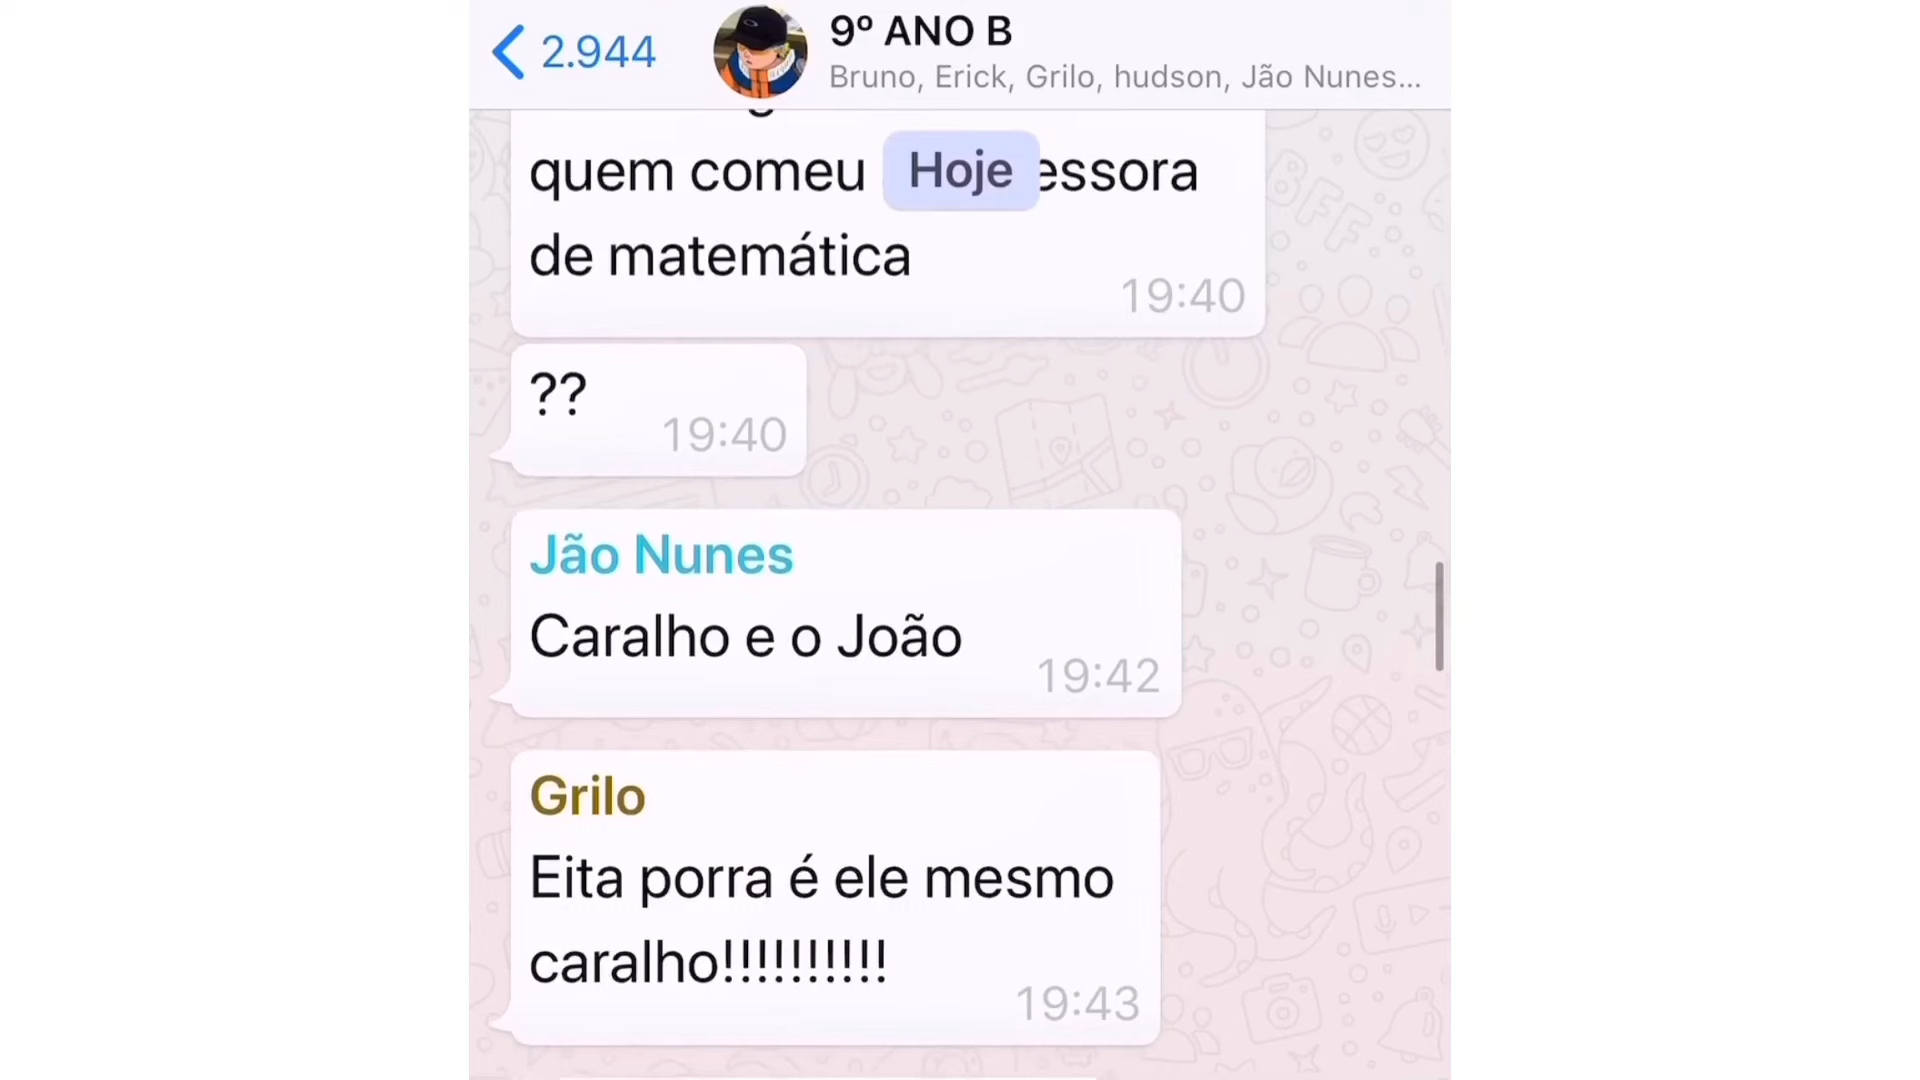 2.944
9º ANO B
Bruno, Erick, Grilo, hudson, Jão Nunes...
quem comeu Hoje essora
de matemática
19:40
??
19:40
Jão Nunes
Caralho e o João
19:42
Grilo
Eita porra é ele mesmo
caralho!!!!!!!!!!
19:43